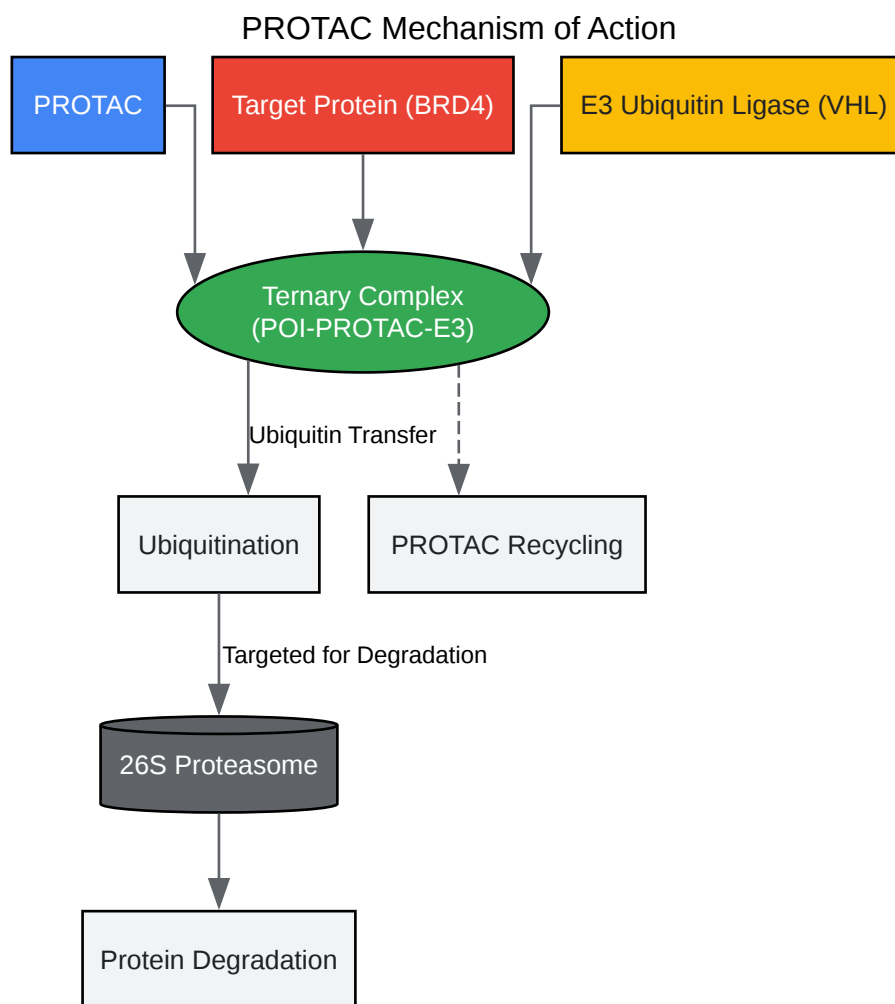 PROTAC Mechanism of Action
PROTAC
Target Protein (BRD4)
E3 Ubiquitin Ligase (VHL)
Ternary Complex
(POI-PROTAC-E3)
Ubiquitin Transfer
Ubiquitination
PROTAC Recycling
Targeted for Degradation
26S Proteasome
Protein Degradation